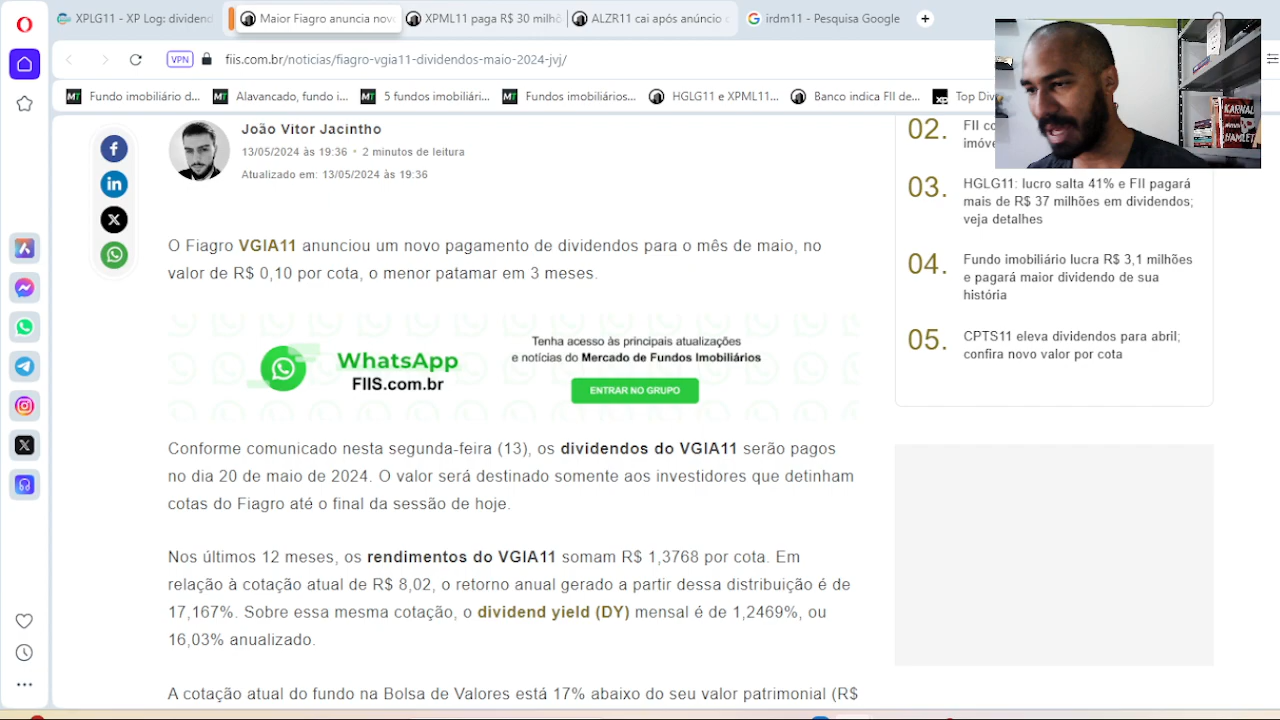 XPLG11 - XP Log: dividend
Maior Fiagro anuncia novo
XPML11 paga R$ 30 milhõ
ALZR11 cai após anúncio
irdm11 - Pesquisa Google
VPN
fiis.com.br/noticias/fiagro-vgia11-dividendos-maio-2024-jvj/
Fundo imobiliário d...
Alavancado, fundo i...
5 fundos imobiliári...
Fundos imobiliários...
HGLG11 e XPML11...
Banco indica FII de...
Top Div
João Vitor Jacintho
13/05/2024 às 19:36 • 2 minutos de leitura
Atualizado em: 13/05/2024 às 19:36
O Fiagro VGIA11 anunciou um novo pagamento de dividendos para o mês de maio, no
valor de R$ 0,10 por cota, o menor patamar em 3 meses.
WhatsApp
FIIS.com.br
Tenha acesso às principais atualizações
e notícias do Mercado de Fundos Imobiliários
ENTRAR NO GRUPO
Conforme comunicado nesta segunda-feira (13), os dividendos do VGIA11 serão pagos
no dia 20 de maio de 2024. O valor será destinado somente aos investidores que detinham
cotas do Fiagro até o final da sessão de hoje.
Nos últimos 12 meses, os rendimentos do VGIA11 somam R$ 1,3768 por cota. Em
relação à cotação atual de R$ 8,02, o retorno anual gerado a partir dessa distribuição é de
17,167%. Sobre essa mesma cotação, o dividend yield (DY) mensal é de 1,2469%, ou
16,03% anualizado.
A cotação atual do fundo na Bolsa de Valores está 17% abaixo do seu valor patrimonial (R$
02. FII co
imóve
03. HGLG11: lucro salta 41% e FII pagará
mais de R$ 37 milhões em dividendos;
veja detalhes
04. Fundo imobiliário lucra R$ 3,1 milhões
e pagará maior dividendo de sua
história
05. CPTS11 eleva dividendos para abril;
confira novo valor por cota
KARNAL
HAMLET